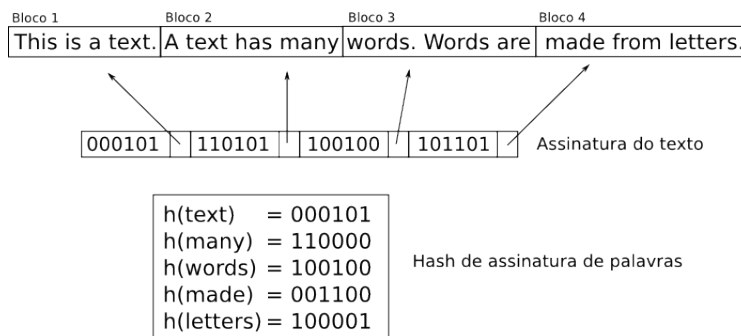 Bloco 1 Bloco 2 Bloco 3 Bloco 4
This is a text. A text has many words. Words are made from letters.
000101 110101 100100 101101 Assinatura do texto
h(text) = 000101
h(many) = 110000
h(words) = 100100
Hash de assinatura de palavras
h(made) = 001100
h(letters) = 100001